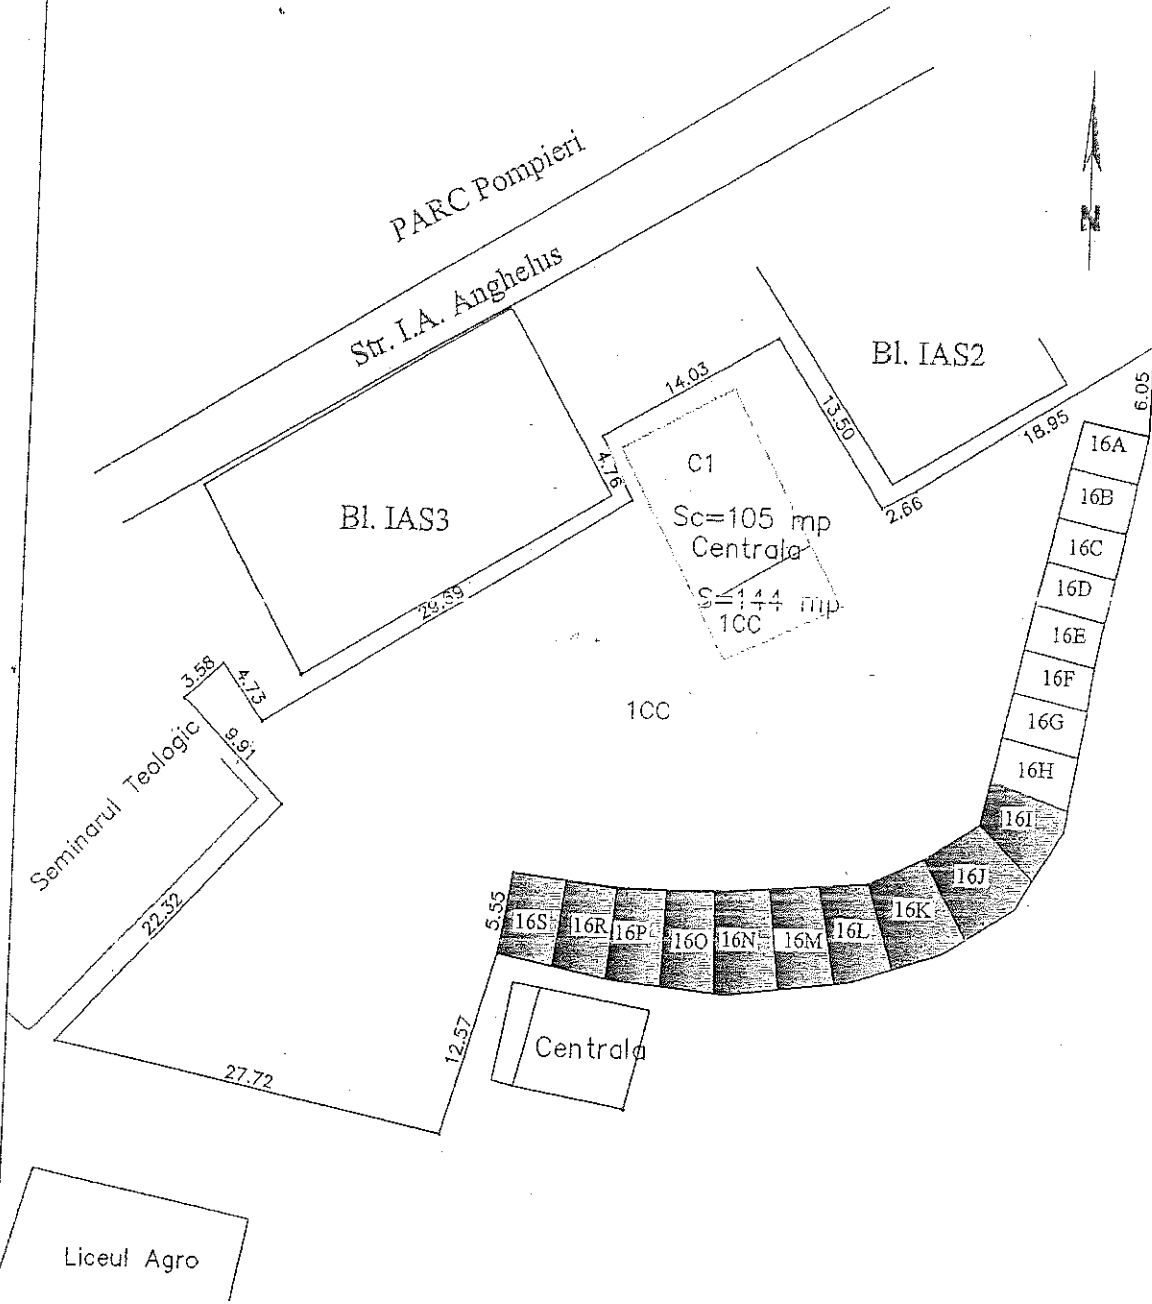 PARC Pompieri
Str. I.A. Anghelus
N
Bl. IAS2
Bl. IAS3
14.03
13.50
4.76
2.66
18.95
6.05
C1
Sc=105 mp
Centrala
S=144 mp
1CC
29.69
1CC
3.58
4.73
9.91
Seminarul Teologic
22.32
27.72
12.57
5.55
16A
16B
16C
16D
16E
16F
16G
16H
16I
16J
16K
16L
16M
16N
16O
16P
16R
16S
Centrala
Liceul Agro